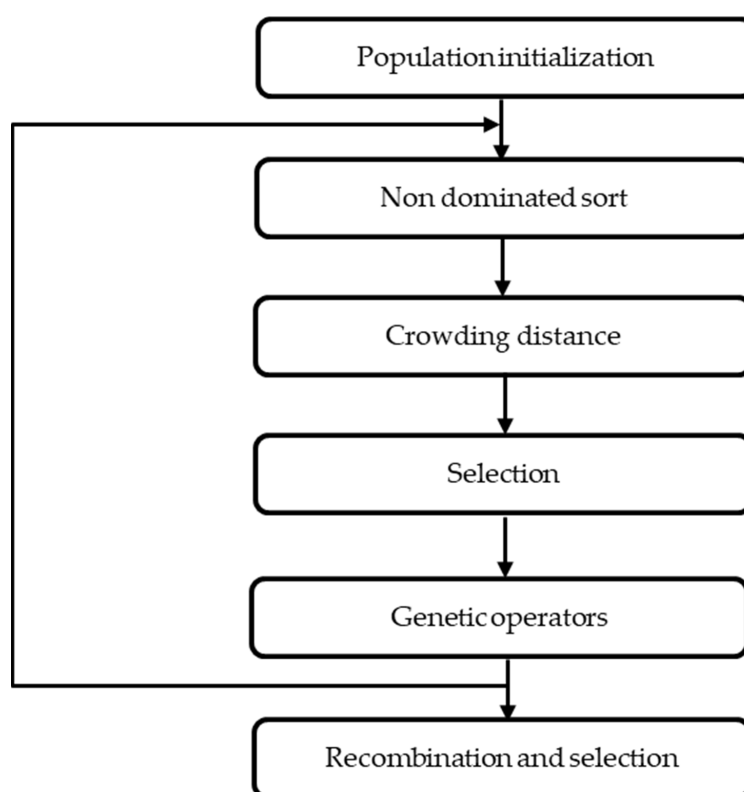 Population initialization
Non dominated sort
Crowding distance
Selection
Genetic operators
Recombination and selection